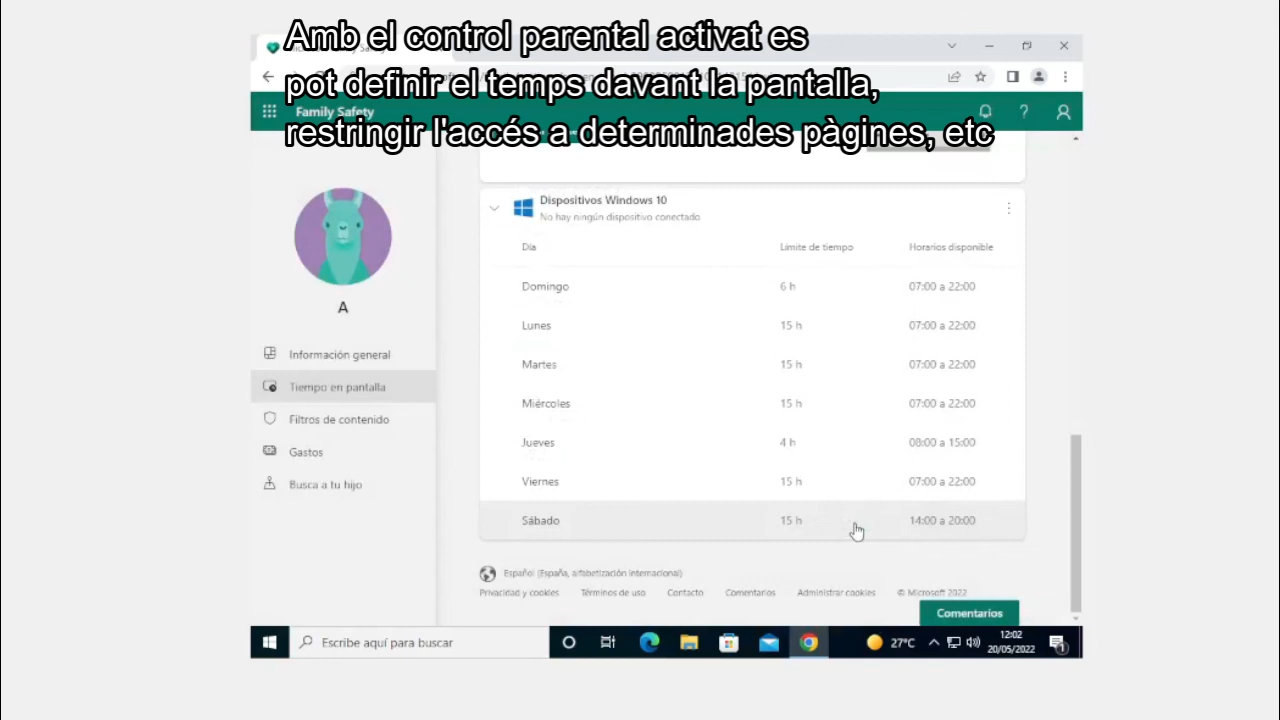 Amb el control parental activat es
pot definir el temps davant la pantalla,
restringir l'accés a determinades pàgines, etc
Family Safety
A
Información general
Tiempo en pantalla
Filtros de contenido
Gastos
Busca a tu hijo
Dispositivos Windows 10
No hay ningún dispositivo conectado
Día Límite de tiempo Horarios disponible
Domingo 6 h 07:00 a 22:00
Lunes 15 h 07:00 a 22:00
Martes 15 h 07:00 a 22:00
Miércoles 15 h 07:00 a 22:00
Jueves 4 h 08:00 a 15:00
Viernes 15 h 07:00 a 22:00
Sábado 15 h 14:00 a 20:00
Español (España, alfabetización internacional)
Privacidad y cookies Términos de uso Contacto Comentarios Administrar cookies © Microsoft 2022
Comentarios
Escribe aquí para buscar
27°C
12:02
20/05/2022
1